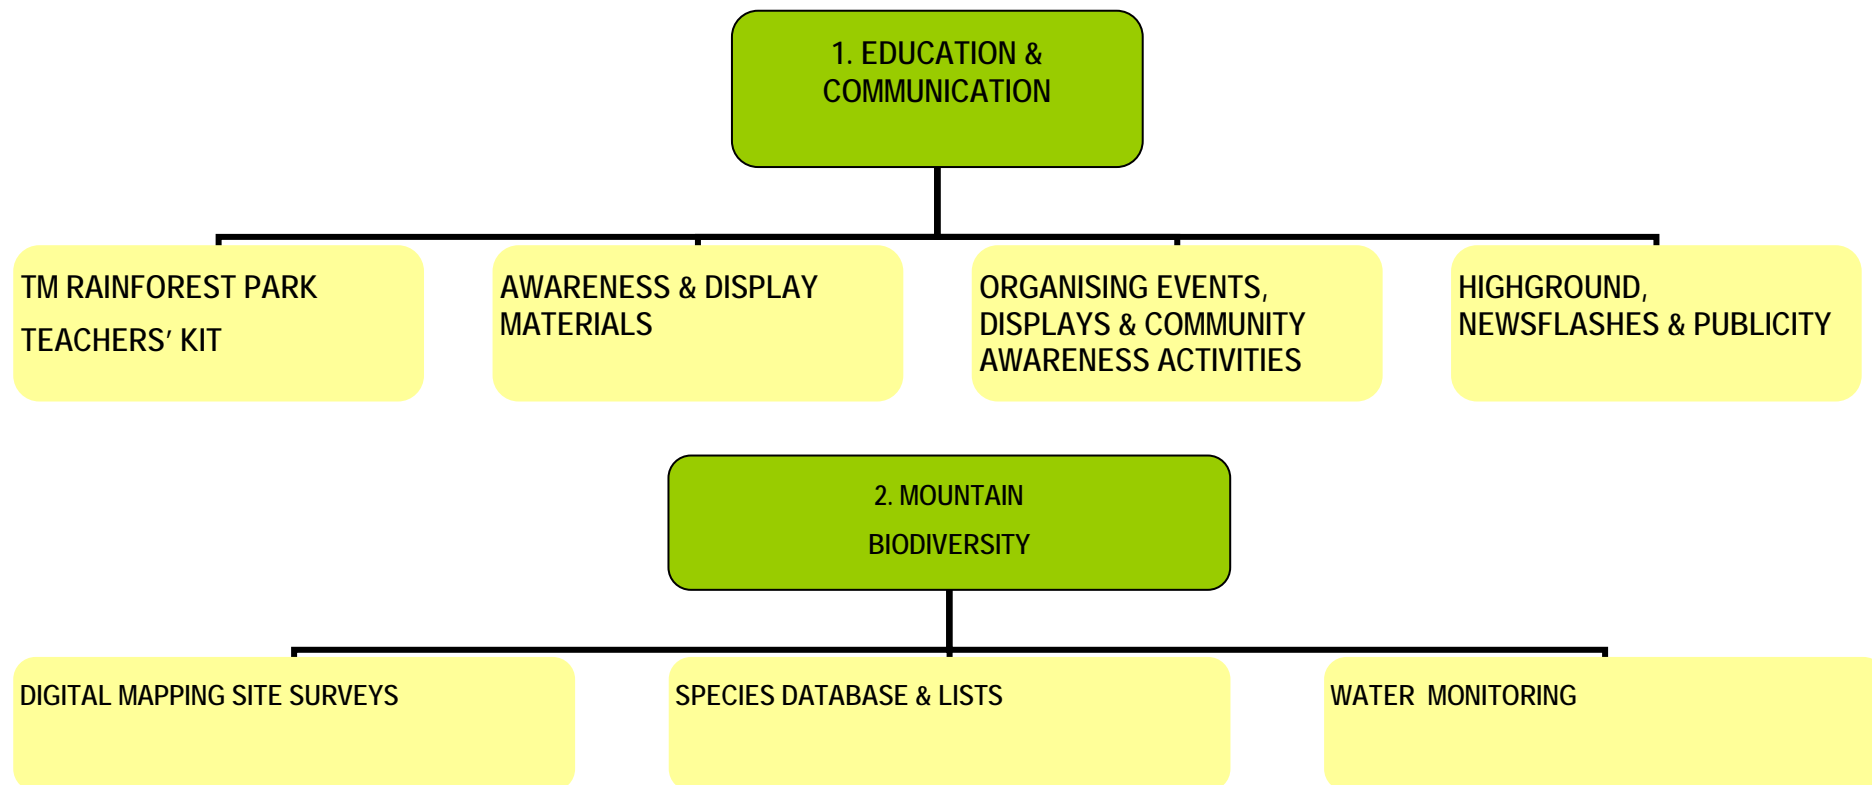 1. EDUCATION &
COMMUNICATION
TM RAINFOREST PARK
TEACHERS’ KIT
AWARENESS & DISPLAY
MATERIALS
ORGANISING EVENTS,
DISPLAYS & COMMUNITY
AWARENESS ACTIVITIES
HIGHGROUND,
NEWSFLASHES & PUBLICITY
2. MOUNTAIN
BIODIVERSITY
DIGITAL MAPPING SITE SURVEYS
SPECIES DATABASE & LISTS
WATER  MONITORING